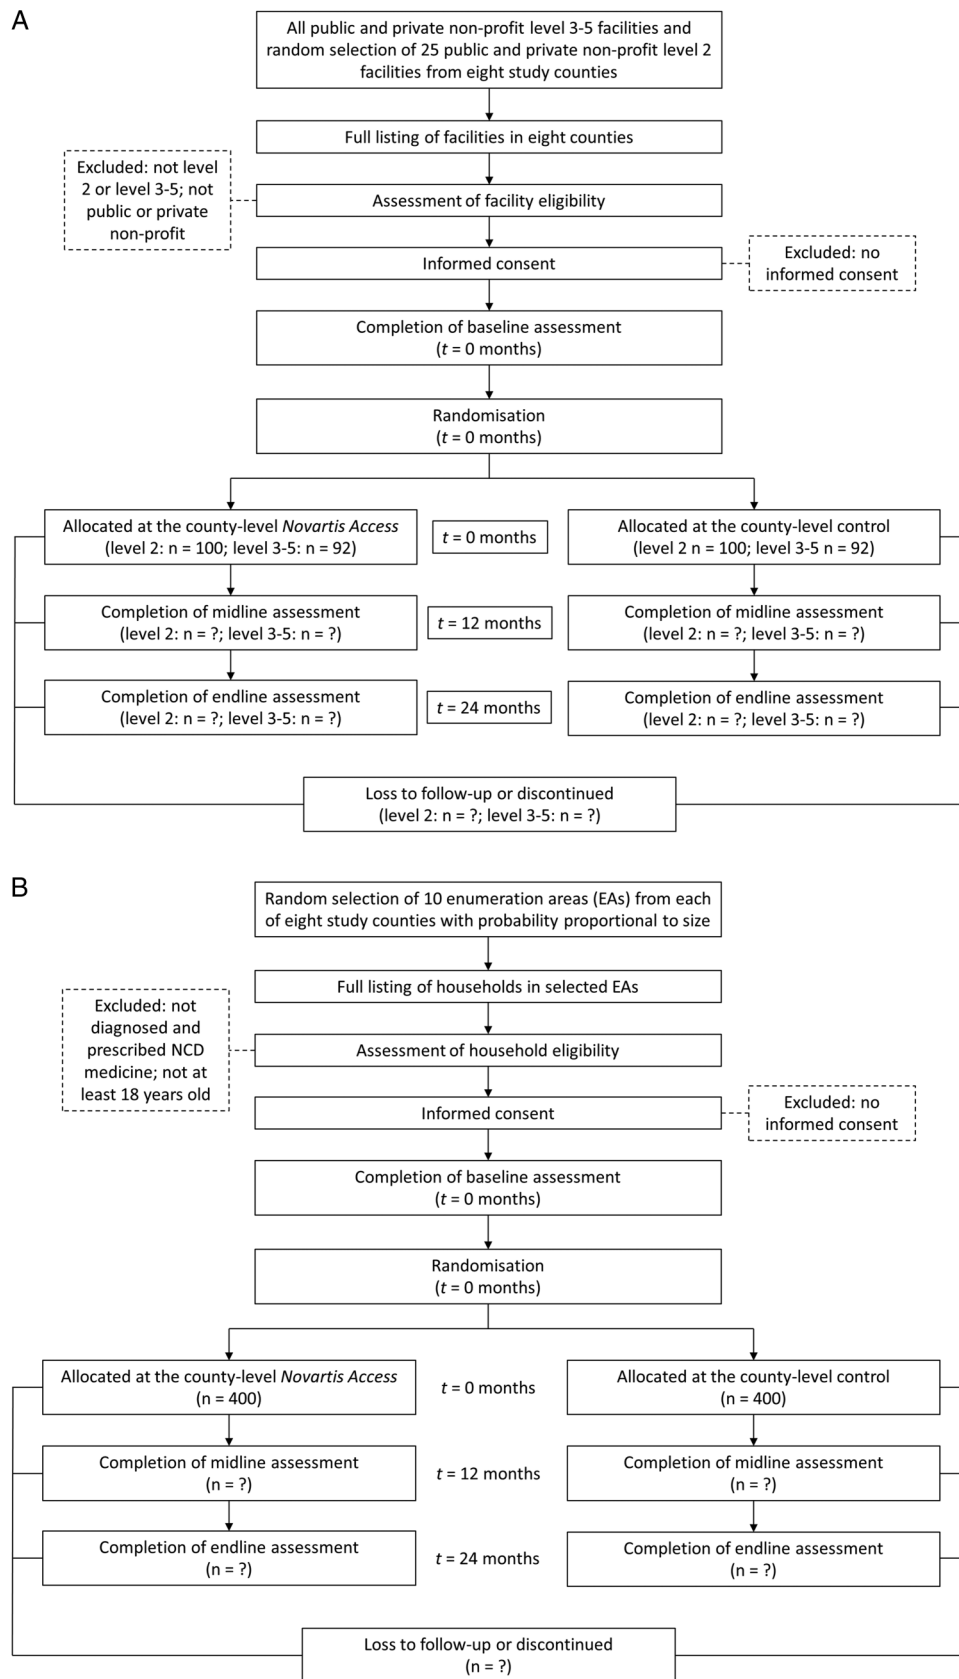 A
All public and private non-profit level 3-5 facilities and
random selection of 25 public and private non-profit level 2
facilities from eight study counties
Full listing of facilities in eight counties
Excluded: not level
2 or level 3-5; not
public or private
non-profit
Assessment of facility eligibility
Informed consent
Excluded: no
informed consent
Completion of baseline assessment
(t = 0 months)
Randomisation
(t = 0 months)
Allocated at the county-level Novartis Access
(level 2: n = 100; level 3-5: n = 92)
t = 0 months
Allocated at the county-level control
(level 2 n = 100; level 3-5 n = 92)
Completion of midline assessment
(level 2: n = ?; level 3-5: n = ?)
t = 12 months
Completion of midline assessment
(level 2: n = ?; level 3-5: n = ?)
Completion of endline assessment
(level 2: n = ?; level 3-5: n = ?)
t = 24 months
Completion of endline assessment
(level 2: n = ?; level 3-5: n = ?)
Loss to follow-up or discontinued
(level 2: n = ?; level 3-5: n = ?)
B
Random selection of 10 enumeration areas (EAs) from each
of eight study counties with probability proportional to size
Full listing of households in selected EAs
Excluded: not
diagnosed and
prescribed NCD
medicine; not at
least 18 years old
Assessment of household eligibility
Informed consent
Excluded: no
informed consent
Completion of baseline assessment
(t = 0 months)
Randomisation
(t = 0 months)
Allocated at the county-level Novartis Access
(n = 400)
t = 0 months
Allocated at the county-level control
(n = 400)
Completion of midline assessment
(n = ?)
t = 12 months
Completion of midline assessment
(n = ?)
Completion of endline assessment
(n = ?)
t = 24 months
Completion of endline assessment
(n = ?)
Loss to follow-up or discontinued
(n = ?)